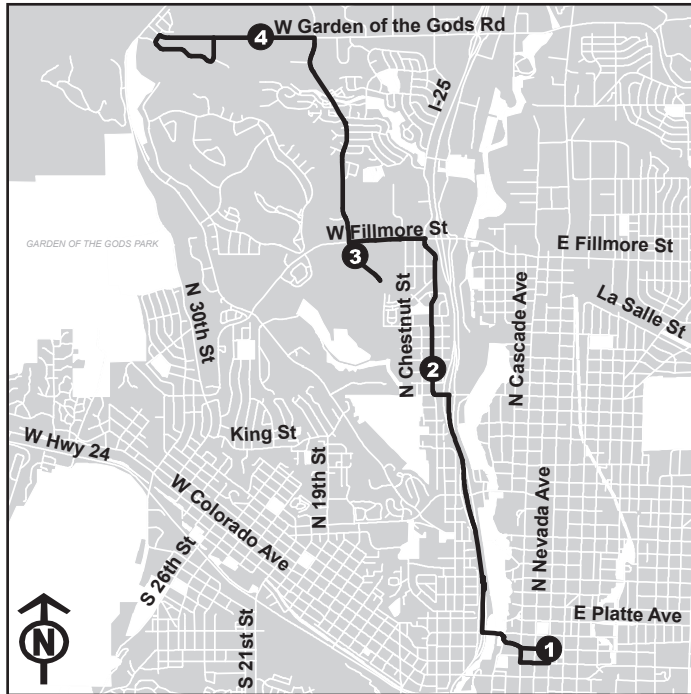 W Garden of the Gods Rd
4
I-25
W Fillmore St
E Fillmore St
3
GARDEN OF THE GODS PARK
N 30th St
N Chestnut St
N Cascade Ave
La Salle St
2
King St
W Hwy 24
N 19th St
W Colorado Ave
N Nevada Ave
S 26th St
E Platte Ave
S 21st St
1
N